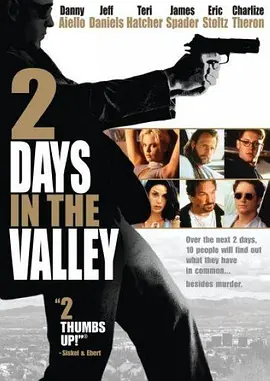 Danny Jeff Teri James Eric Charlize
Aiello Daniels Hatcher Spader Stoltz Theron
2
DAYS
IN THE
VALLEY
Over the next 2 days,
10 people will find out
what they have
in common...
besides murder.
"2
THUMBS
UP!"®
- Siskel & Ebert